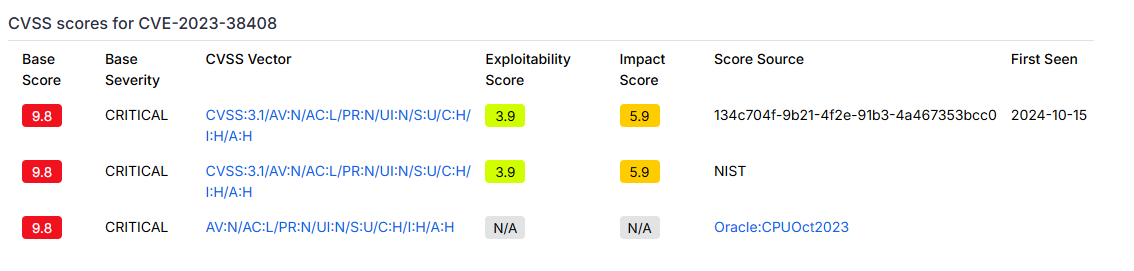 CVSS scores for CVE-2023-38408
Base Score Base Severity CVSS Vector Exploitability Score Impact Score Score Source First Seen
9.8 CRITICAL CVSS:3.1/AV:N/AC:L/PR:N/UI:N/S:U/C:H/I:H/A:H 3.9 5.9 134c704f-9b21-4f2e-91b3-4a467353bcc0 2024-10-15
9.8 CRITICAL CVSS:3.1/AV:N/AC:L/PR:N/UI:N/S:U/C:H/I:H/A:H 3.9 5.9 NIST
9.8 CRITICAL AV:N/AC:L/PR:N/UI:N/S:U/C:H/I:H/A:H N/A N/A Oracle:CPUOct2023